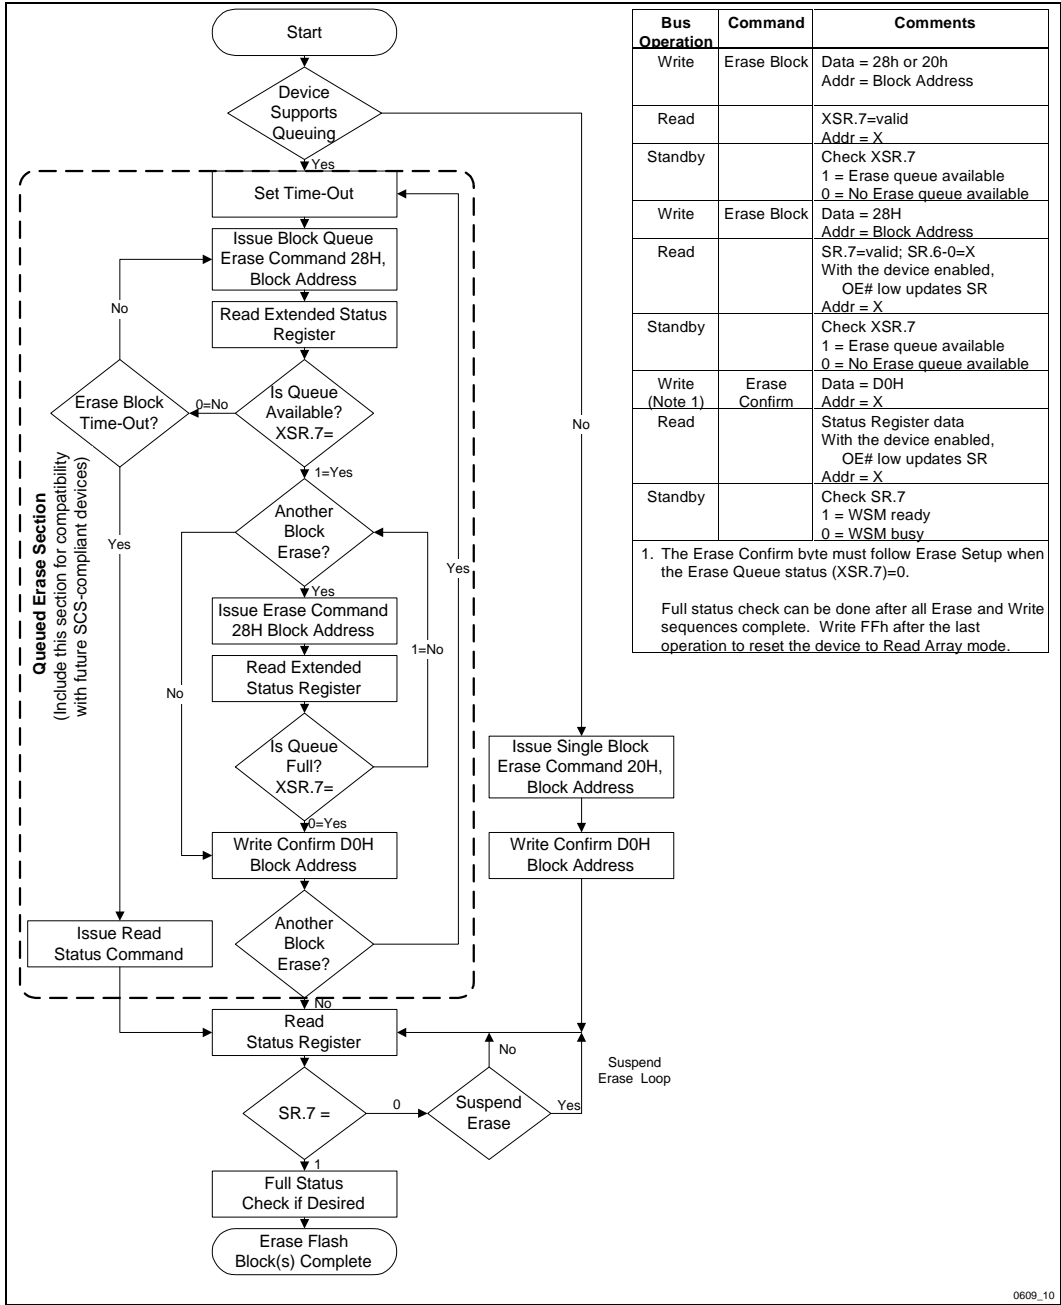 Start
Device
Supports
Queuing
Yes
Set Time-Out
Issue Block Queue
Erase Command 28H,
Block Address
No
Read Extended Status
Register
Erase Block
Time-Out?
0=No
Is Queue
Available?
XSR.7=
No
1=Yes
Queued Erase Section
(Include this section for compatibility
with future SCS-compliant devices)
Another
Block
Erase?
Yes
Yes
Yes
Issue Erase Command
28H Block Address
1=No
Read Extended
Status Register
No
Is Queue
Full?
XSR.7=
Issue Single Block
Erase Command 20H,
Block Address
0=Yes
Write Confirm D0H
Block Address
Write Confirm D0H
Block Address
Issue Read
Status Command
Another
Block
Erase?
No
Read
Status Register
No
Suspend
Erase Loop
SR.7 =
0
Suspend
Erase
Yes
1
Full Status
Check if Desired
Erase Flash
Block(s) Complete
Bus
Operation
Command
Comments
Write
Erase Block
Data = 28h or 20h
Addr = Block Address
Read
XSR.7=valid
Addr = X
Standby
Check XSR.7
1 = Erase queue available
0 = No Erase queue available
Write
Erase Block
Data = 28H
Addr = Block Address
Read
SR.7=valid; SR.6-0=X
With the device enabled,
OE# low updates SR
Addr = X
Standby
Check XSR.7
1 = Erase queue available
0 = No Erase queue available
Write
(Note 1)
Erase
Confirm
Data = D0H
Addr = X
Read
Status Register data
With the device enabled,
OE# low updates SR
Addr = X
Standby
Check SR.7
1 = WSM ready
0 = WSM busy
1. The Erase Confirm byte must follow Erase Setup when
the Erase Queue status (XSR.7)=0.
Full status check can be done after all Erase and Write
sequences complete. Write FFh after the last
operation to reset the device to Read Array mode.
0609_10